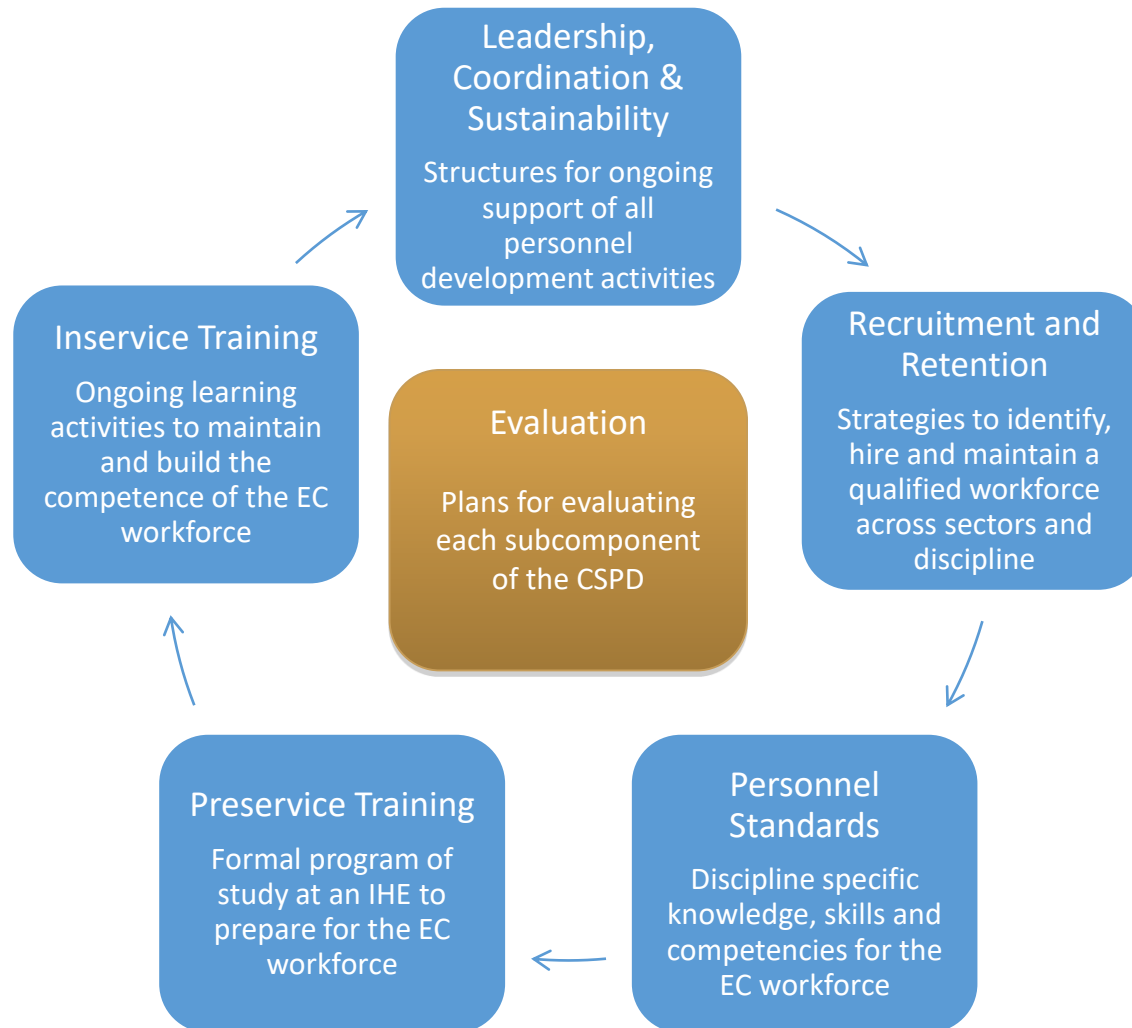 Leadership,
Coordination &
Sustainability
Structures for ongoing
support of all
personnel
development activities
Recruitment and
Retention
Strategies to identify,
hire and maintain a
qualified workforce
across sectors and
discipline
Personnel
Standards
Discipline specific
knowledge, skills and
competencies for the
EC workforce
Preservice Training
Formal program of
study at an IHE to
prepare for the EC
workforce
Inservice Training
Ongoing learning
activities to maintain
and build the
competence of the EC
workforce
Evaluation
Plans for evaluating
each subcomponent
of the CSPD